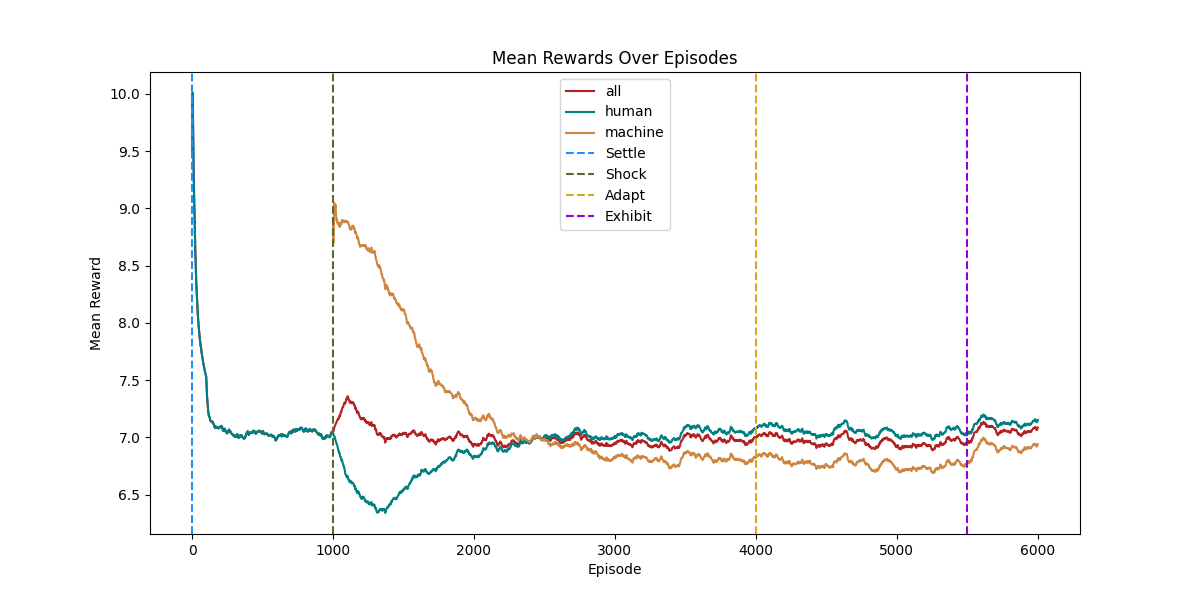 Mean Rewards Over Episodes
all
human
machine
Settle
Shock
Adapt
Exhibit
Mean Reward
10.0
9.5
9.0
8.5
8.0
7.5
7.0
6.5
0 1000 2000 3000 4000 5000 6000
Episode